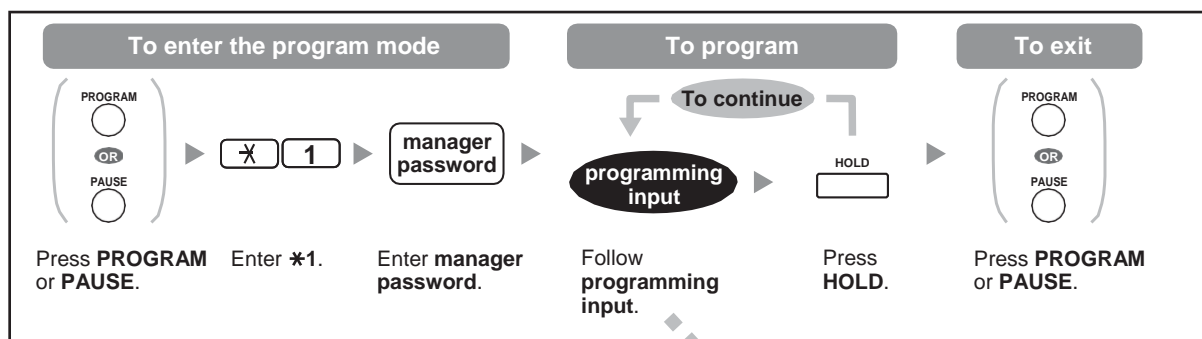 To enter the program mode
To program
To exit
To continue
PROGRAM
OR
PAUSE
✱ 1
manager
password
programming
input
HOLD
PROGRAM
OR
PAUSE
Press PROGRAM
or PAUSE.
Enter ✱1.
Enter manager
password.
Follow
programming
input.
Press
HOLD.
Press PROGRAM
or PAUSE.